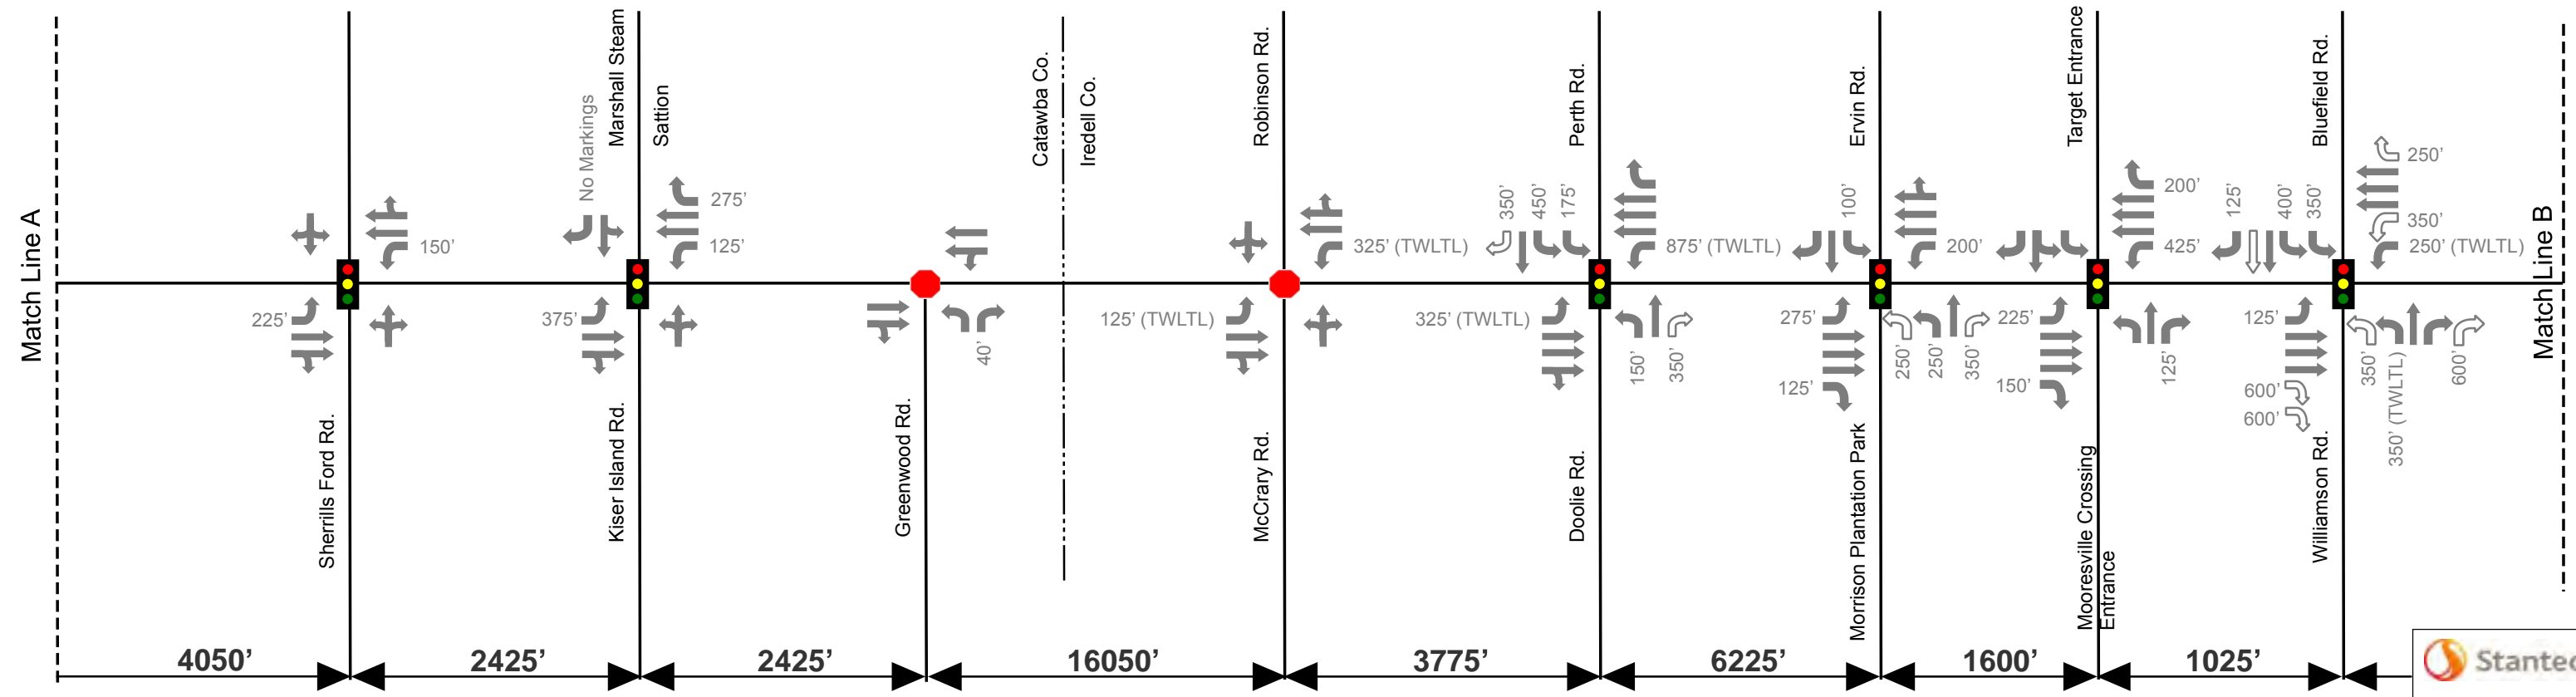 Match Line A
Sherrills Ford Rd.
150’
225’
No Markings
Marshall Steam
Sattion
275’
125’
375’
Kiser Island Rd.
Greenwood Rd.
40’
Catawba Co.
Iredell Co.
Robinson Rd.
325’ (TWLTL)
125’ (TWLTL)
McCrary Rd.
Perth Rd.
350’
450’
175’
875’ (TWLTL)
325’ (TWLTL)
150’
350’
Doolie Rd.
Ervin Rd.
100’
200’
275’
125’
250’
250’
350’
Morrison Plantation Park
Target Entrance
200’
425’
225’
150’
125’
Mooresville Crossing
Entrance
Bluefield Rd.
125’
400’
350’
250’
350’
250’ (TWLTL)
125’
600’
600’
350’
350’ (TWLTL)
600’
Williamson Rd.
Match Line B
4050’
2425’
2425’
16050’
3775’
6225’
1600’
1025’